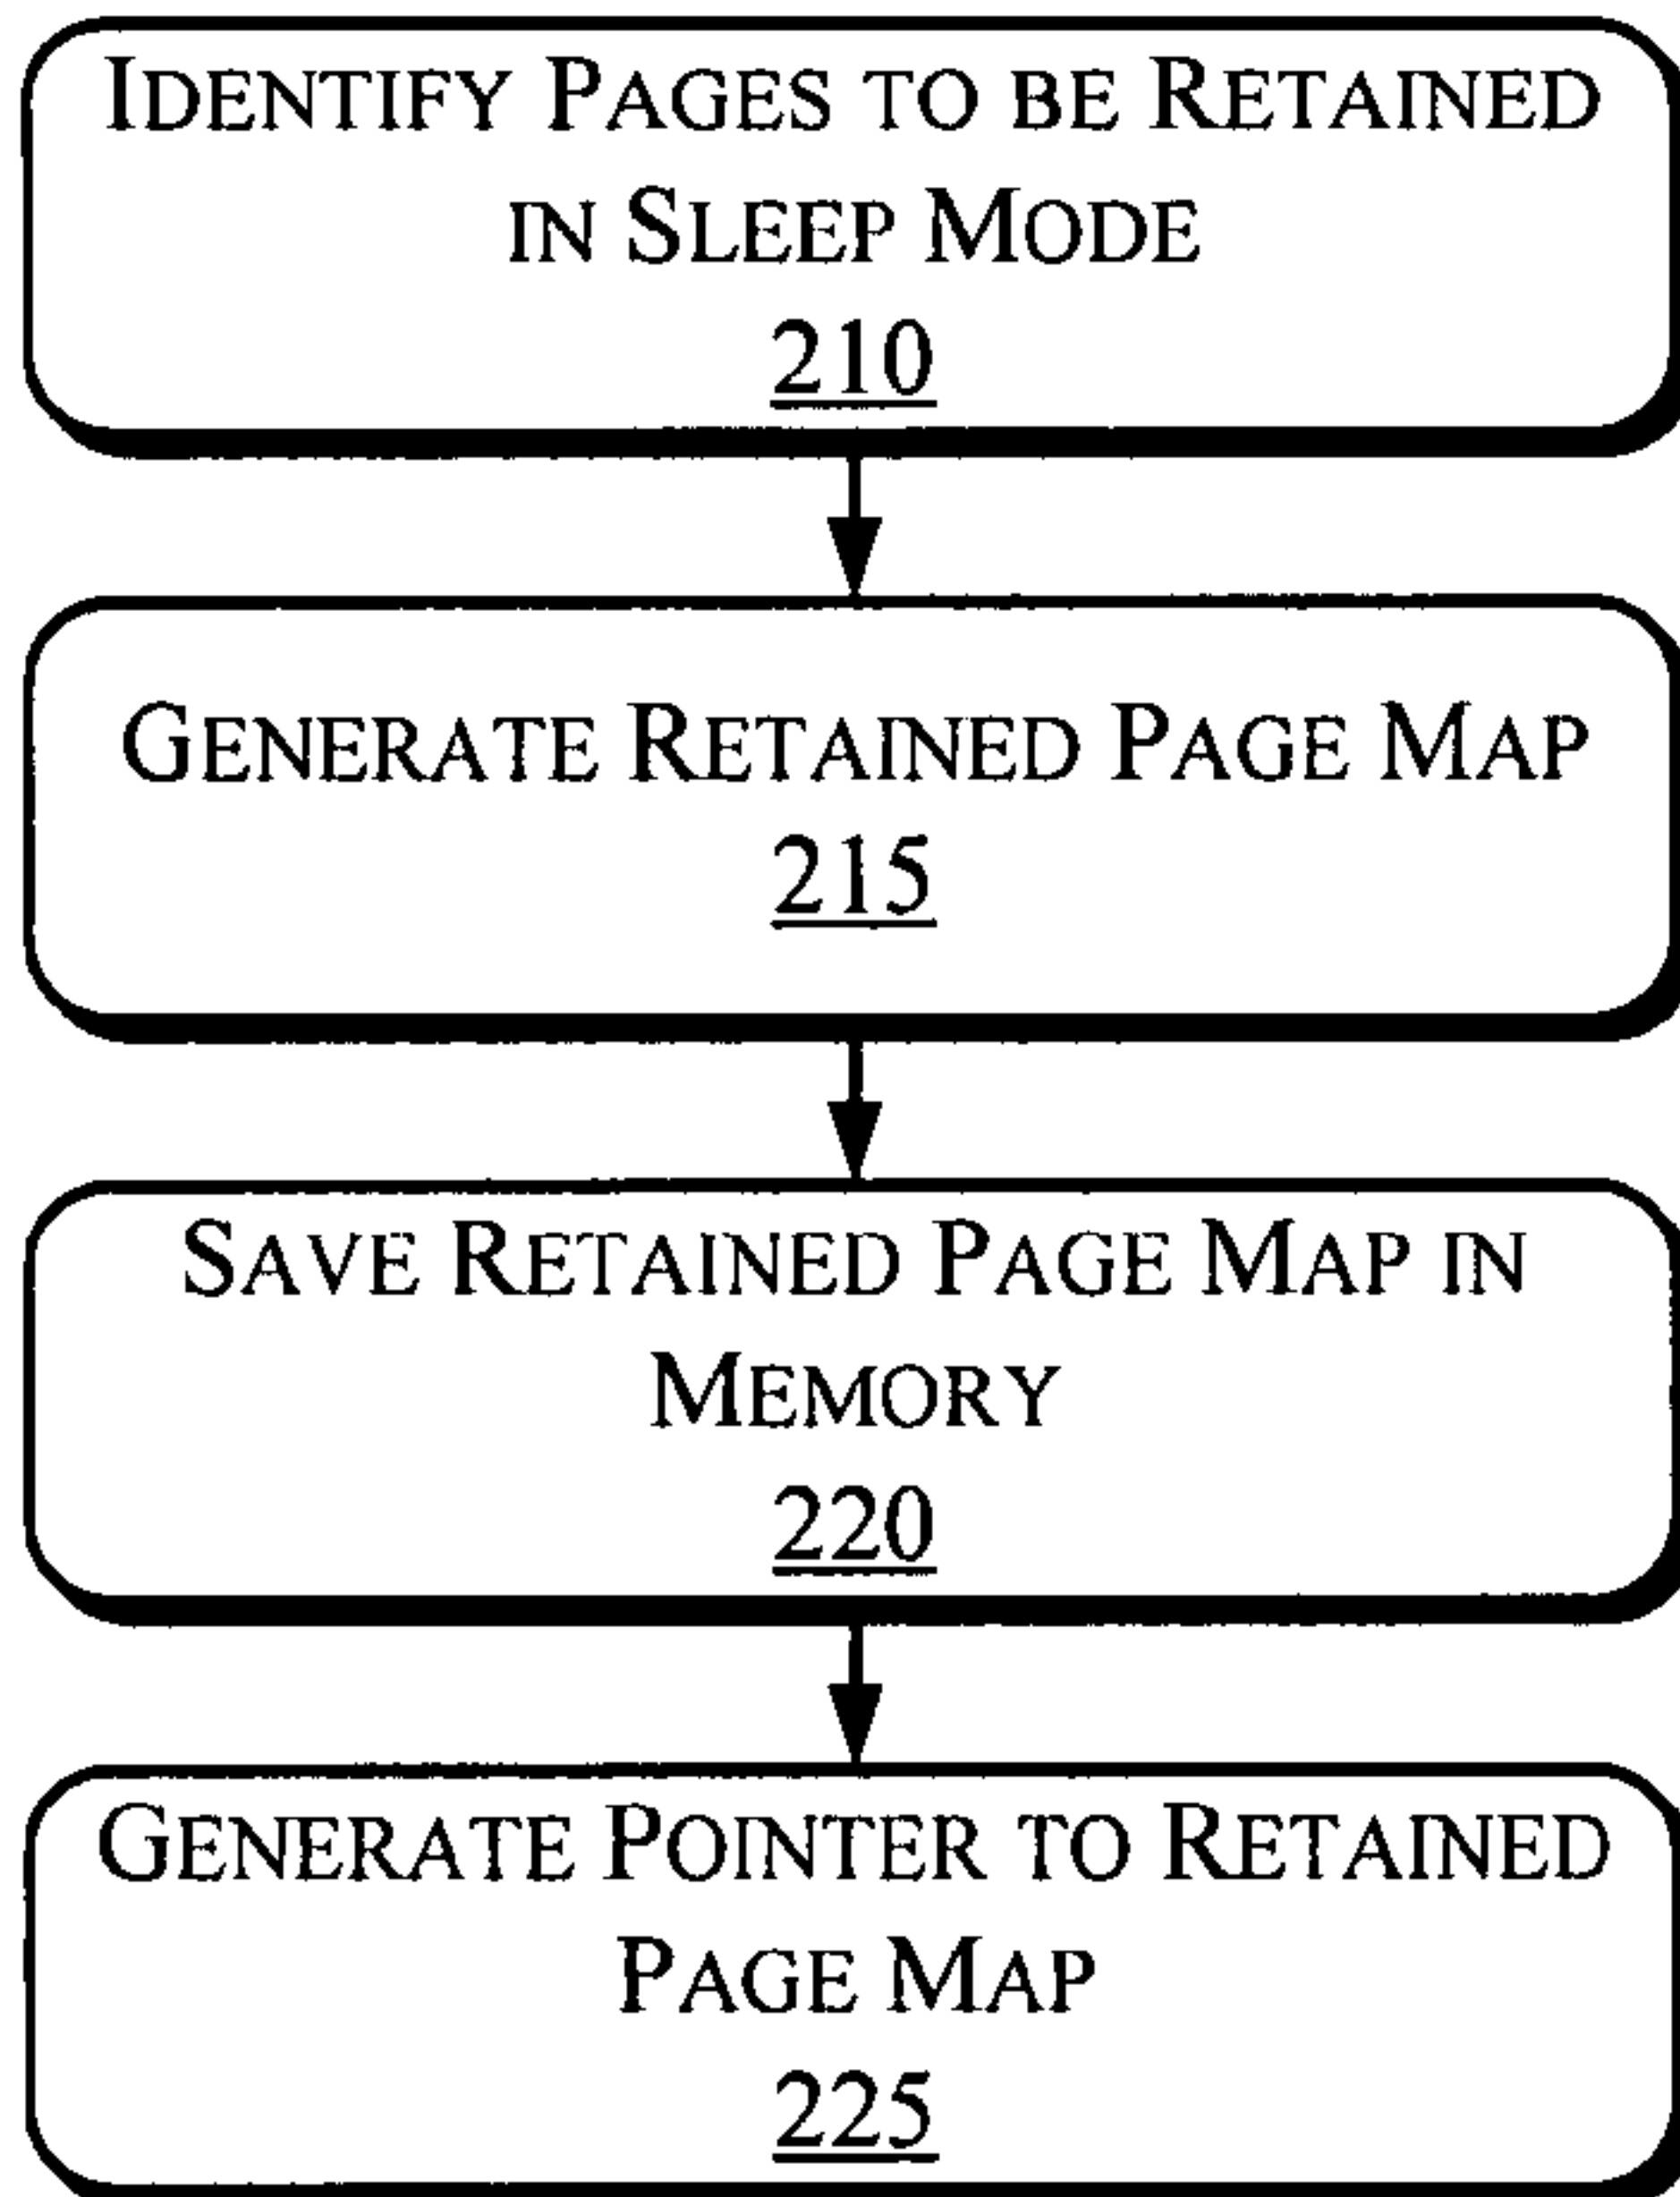 IDENTIFY PAGES TO BE RETAINED
IN SLEEP MODE
210
GENERATE RETAINED PAGE MAP
215
SAVE RETAINED PAGE MAP IN
MEMORY
220
GENERATE POINTER TO RETAINED
PAGE MAP
225